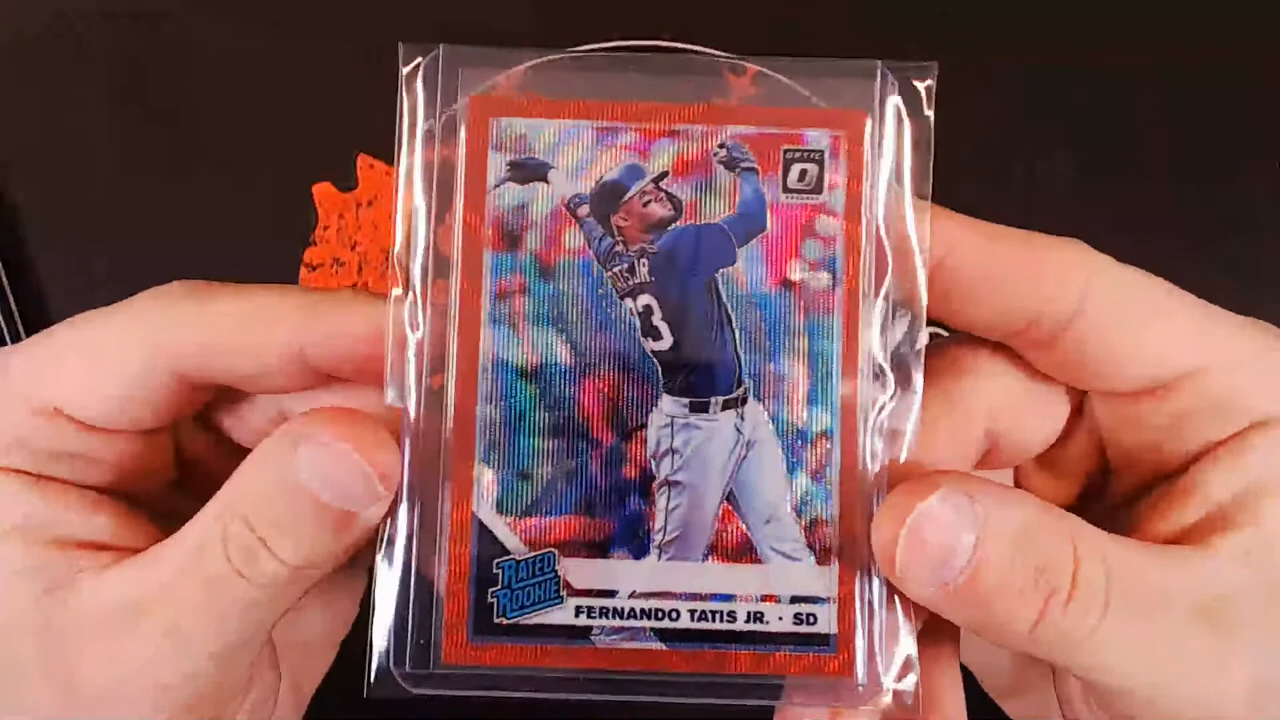 OPTIC
TATIS JR.
23
RATED
ROOKIE
FERNANDO TATIS JR. · SD